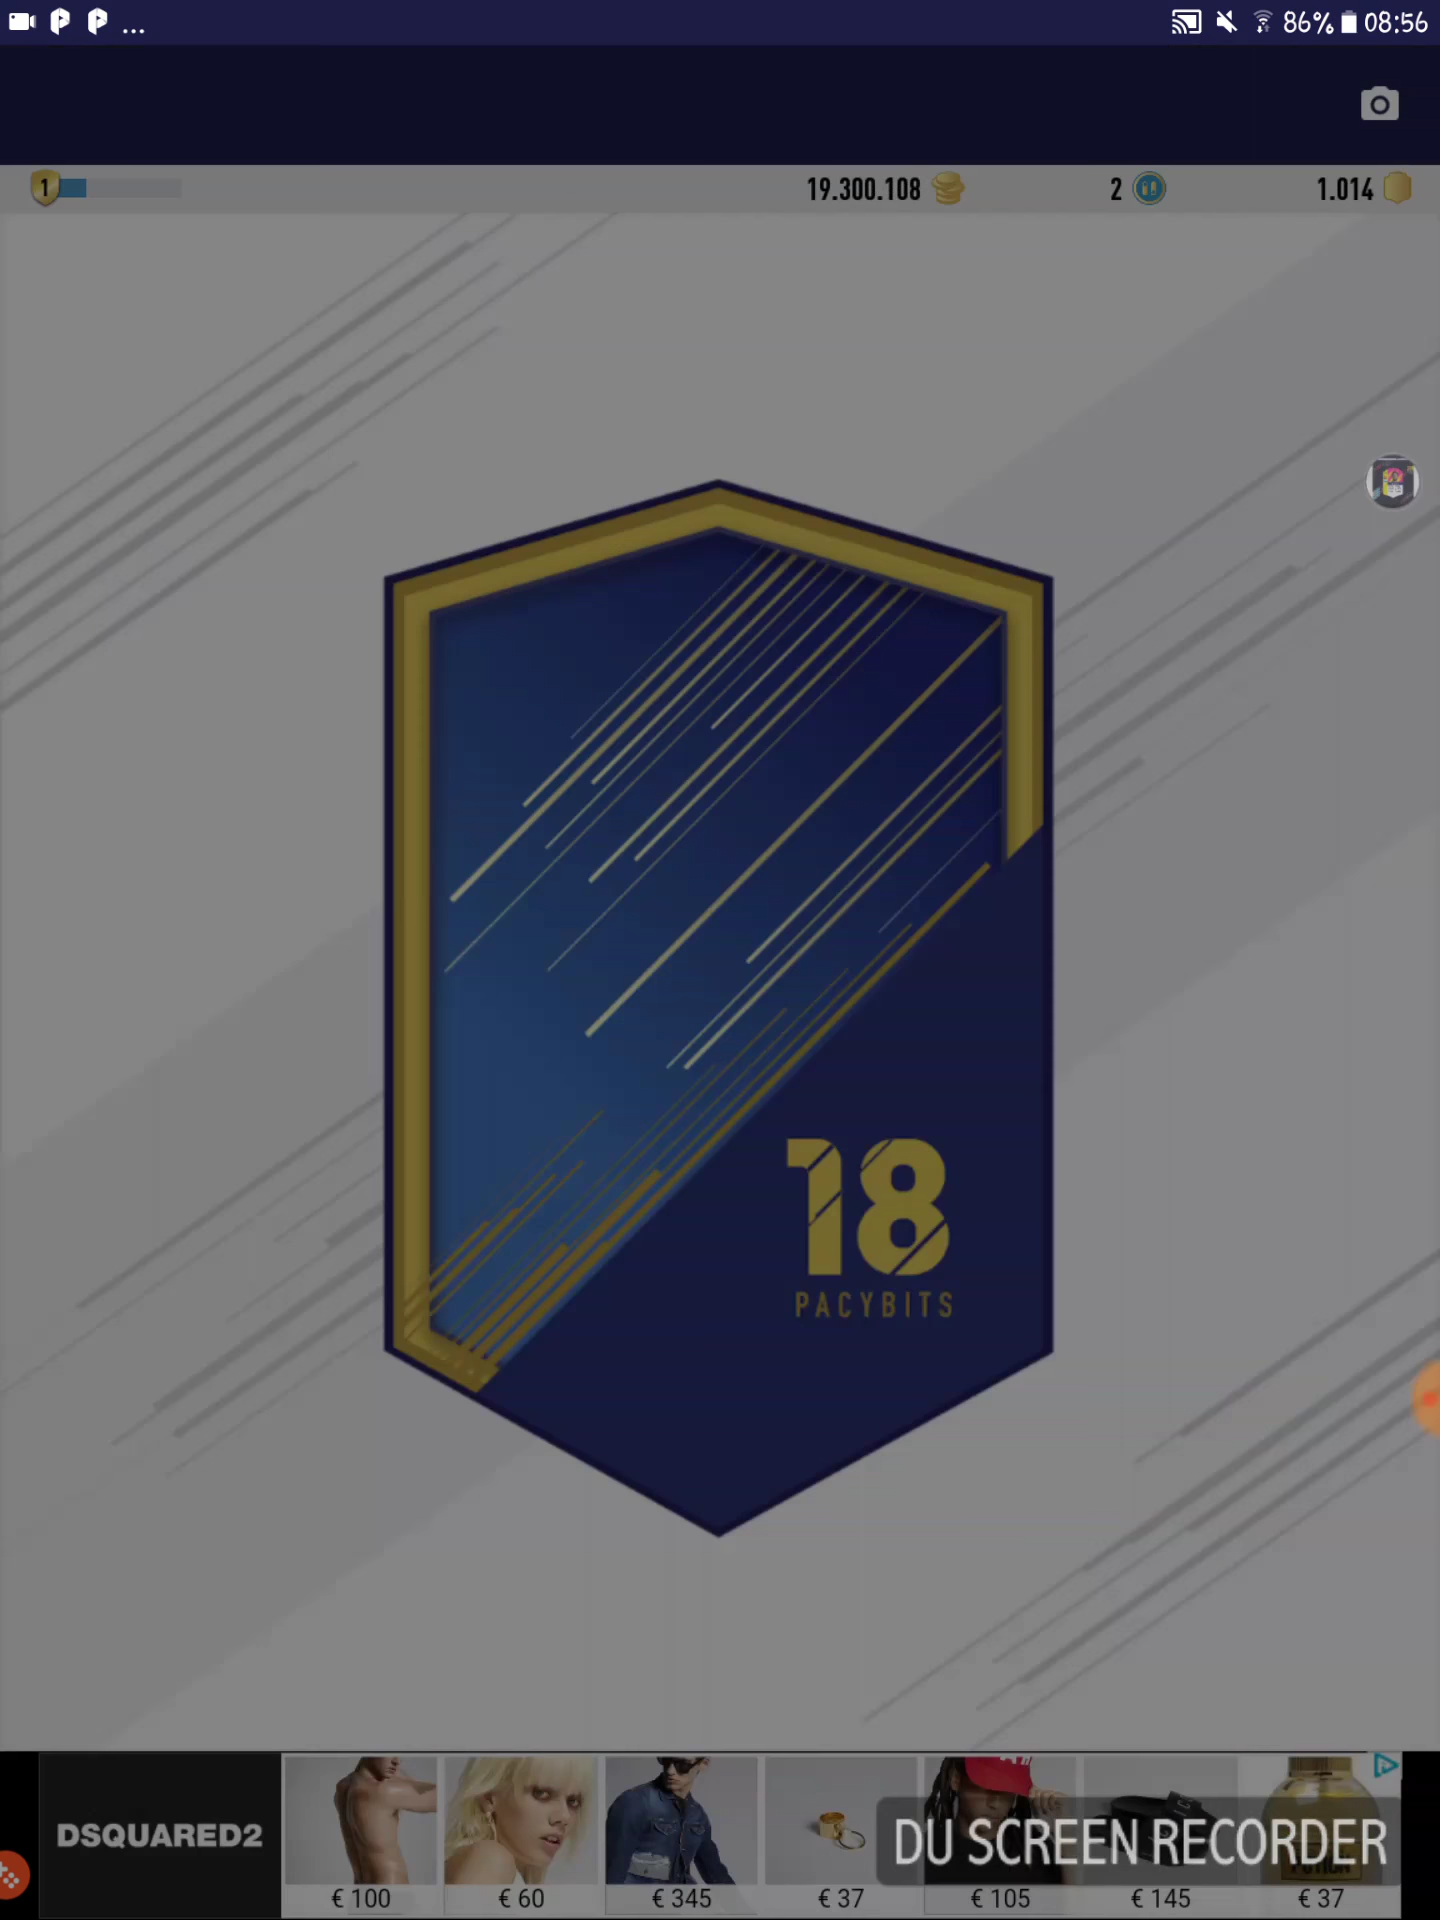 ... 86% 08:56
1 19.300.108 2 1.014
18
PACYBITS
DSQUARED2
DU SCREEN RECORDER
€ 100 € 60 € 345 € 37 € 105 € 145 € 37